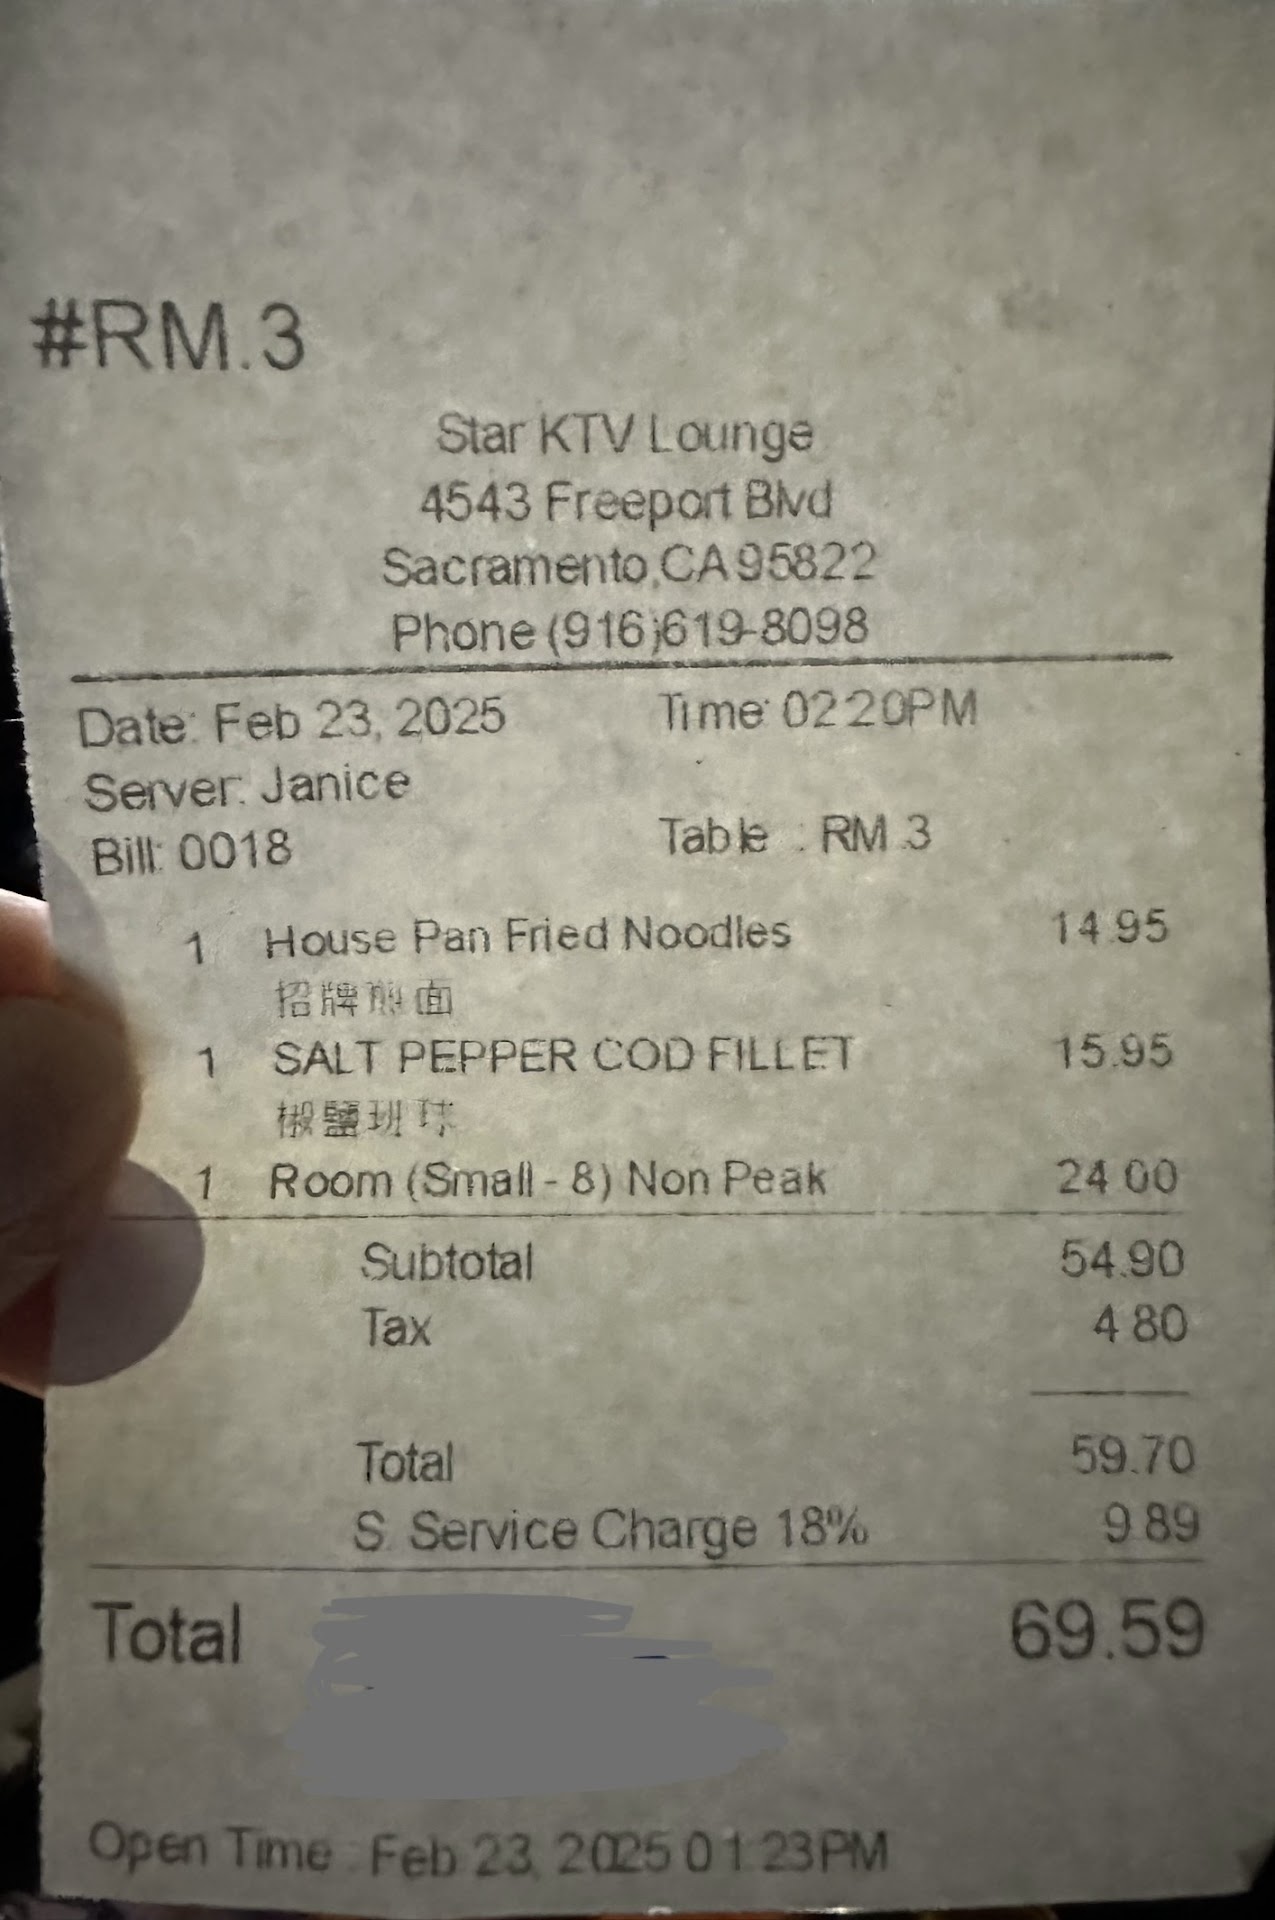 #RM.3
Star KTV Lounge
4543 Freeport Blvd
Sacramento,CA 95822
Phone (916)619-8098
Date: Feb 23, 2025 Time: 02:20PM
Server: Janice
Bill: 0018 Table : RM.3
1 House Pan Fried Noodles 14.95
招牌煎面
1 SALT PEPPER COD FILLET 15.95
椒鹽班球
1 Room (Small - 8) Non Peak 24.00
Subtotal 54.90
Tax 4.80
Total 59.70
S. Service Charge 18% 9.89
Total 69.59
Open Time : Feb 23, 2025 01:23PM